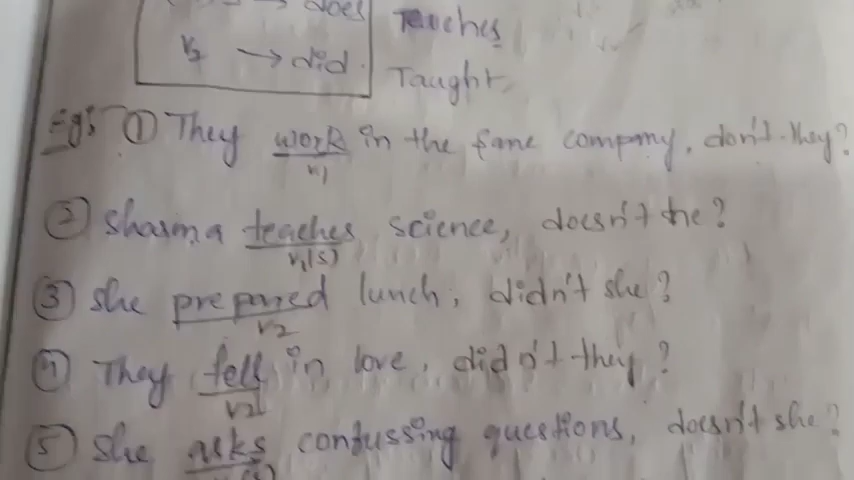 → does Teaches
V2 → did. Taught
Eg: ① They work in the fane company, don't they?
V1
② Sharma teaches science, doesn't he?
V1(s)
③ She prepared lunch, didn't she?
V2
④ They fell in love, didn't they?
V2
⑤ She asks confussing questions, doesn't she?